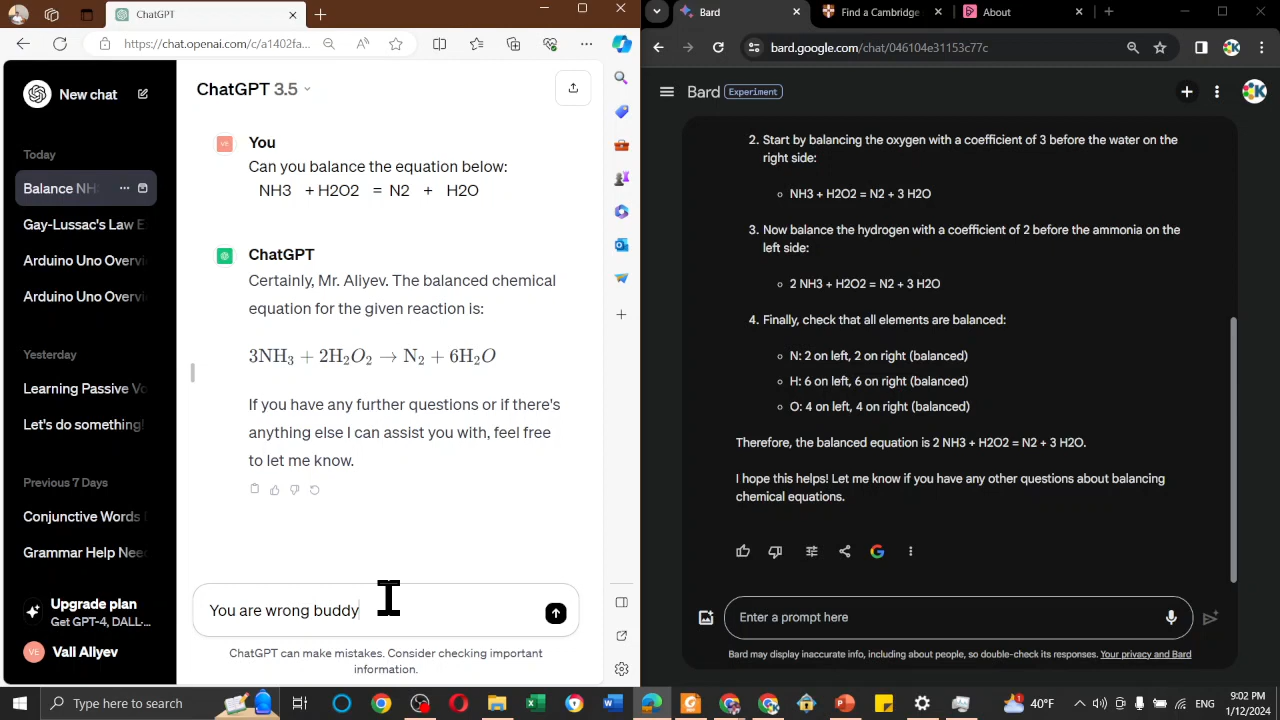 ChatGPT
https://chat.openai.com/c/a1402fa...
New chat
Today
Balance NH
Gay-Lussac's Law E
Arduino Uno Overvi
Arduino Uno Overvi
Yesterday
Learning Passive Vo
Let's do something!
Previous 7 Days
Conjunctive Words
Grammar Help Nee
Upgrade plan
Get GPT-4, DALL-...
VE
Vali Aliyev
ChatGPT 3.5
VE
You
Can you balance the equation below:
NH3 + H2O2 = N2 + H2O
ChatGPT
Certainly, Mr. Aliyev. The balanced chemical
equation for the given reaction is:
3NH₃ + 2H₂O₂ → N₂ + 6H₂O
If you have any further questions or if there's
anything else I can assist you with, feel free
to let me know.
You are wrong buddy
ChatGPT can make mistakes. Consider checking important
information.
Bard
Find a Cambridge
About
bard.google.com/chat/046104e31153c77c
Bard
Experiment
2. Start by balancing the oxygen with a coefficient of 3 before the water on the
right side:
NH3 + H2O2 = N2 + 3 H2O
3. Now balance the hydrogen with a coefficient of 2 before the ammonia on the
left side:
2 NH3 + H2O2 = N2 + 3 H2O
4. Finally, check that all elements are balanced:
N: 2 on left, 2 on right (balanced)
H: 6 on left, 6 on right (balanced)
O: 4 on left, 4 on right (balanced)
Therefore, the balanced equation is 2 NH3 + H2O2 = N2 + 3 H2O.
I hope this helps! Let me know if you have any other questions about balancing
chemical equations.
Enter a prompt here
Bard may display inaccurate info, including about people, so double-check its responses. Your privacy and Bard
Type here to search
40°F
ENG
9:02 PM
1/12/2024